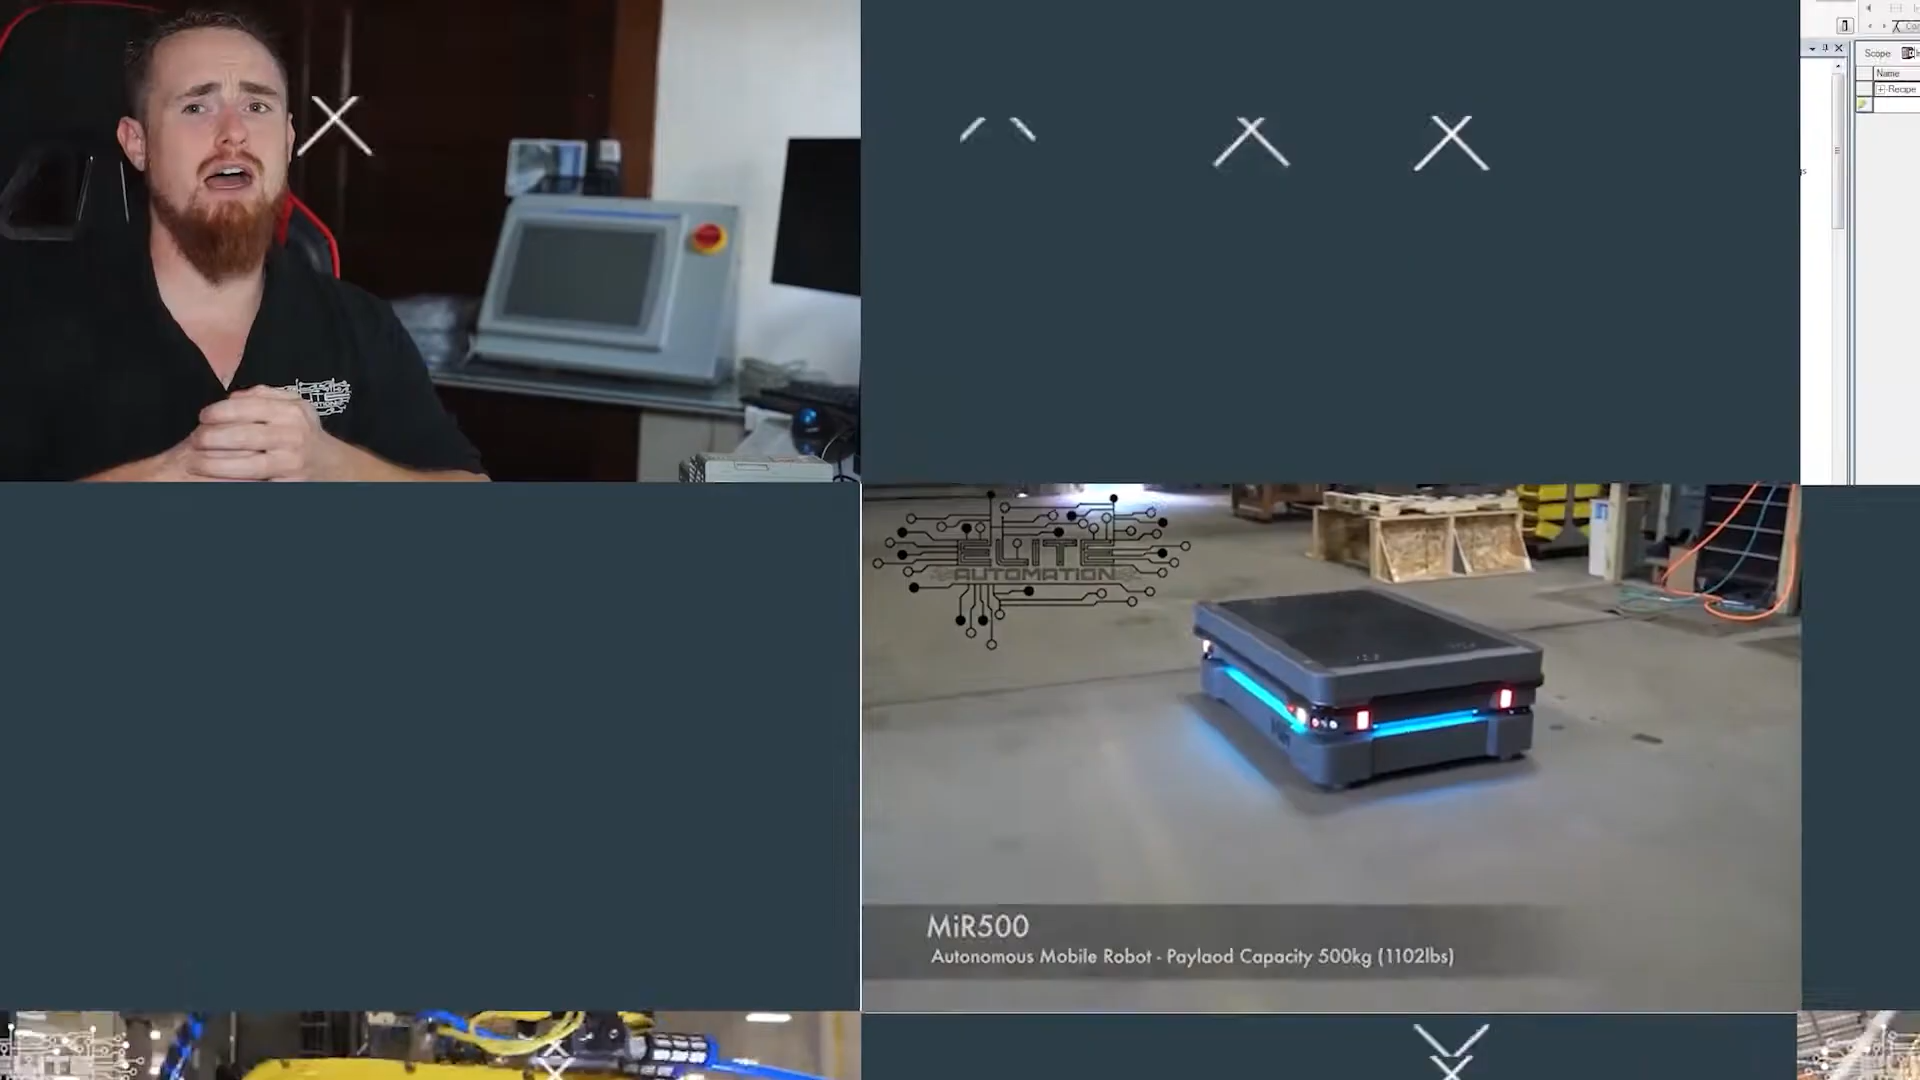 Scope
Name
Recipe
ELITE
AUTOMATION
MiR500
Autonomous Mobile Robot - Paylaod Capacity 500kg (1102lbs)